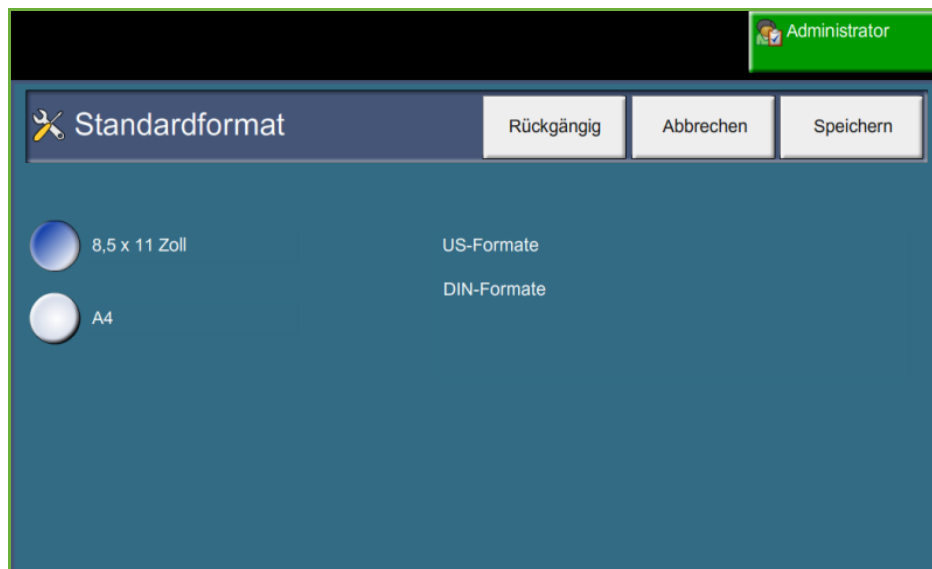 Administrator
Standardformat
Rückgängig
Abbrechen
Speichern
8,5 x 11 Zoll
US-Formate
DIN-Formate
A4